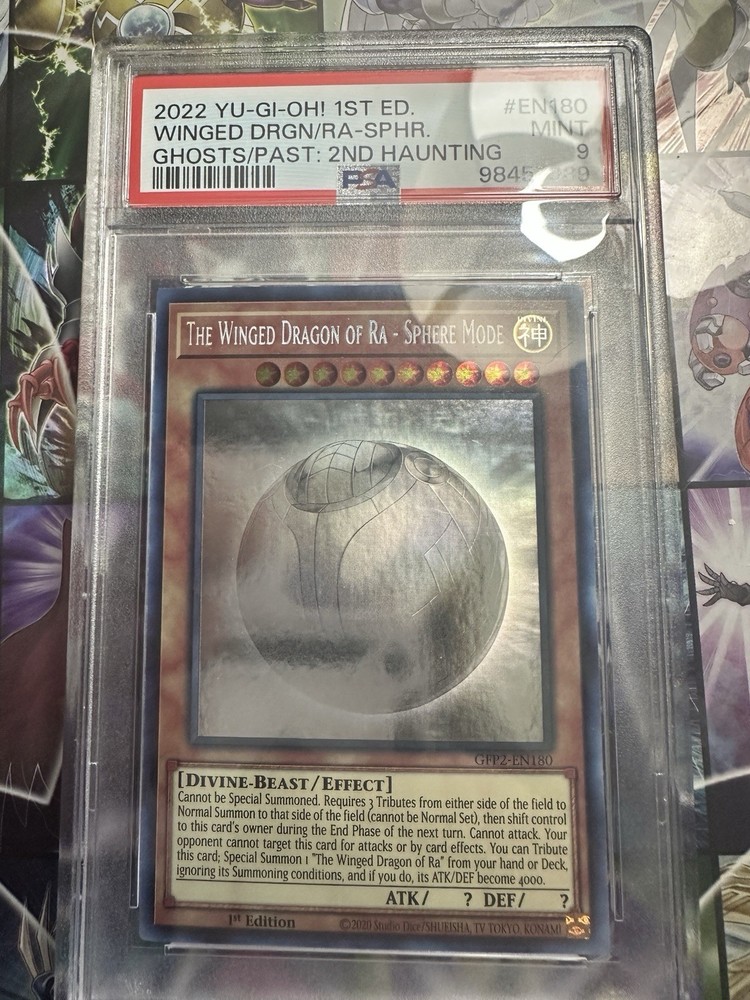 2022 YU-GI-OH! 1ST ED. #EN180
WINGED DRGN/RA-SPHR. MINT
GHOSTS/PAST: 2ND HAUNTING 9
PSA
THE WINGED DRAGON OF RA - SPHERE MODE
神
GFP2-EN180
[DIVINE-BEAST/EFFECT]
Cannot be Special Summoned. Requires 3 Tributes from either side of the field to
Normal Summon to that side of the field (cannot be Normal Set), then shift control
to this card's owner during the End Phase of the next turn. Cannot attack. Your
opponent cannot target this card for attacks or by card effects. You can Tribute
this card; Special Summon 1 "The Winged Dragon of Ra" from your hand or Deck,
ignoring its Summoning conditions, and if you do, its ATK/DEF become 4000.
ATK/ ? DEF/ ?
1st Edition ©2020 Studio Dice/SHUEISHA, TV TOKYO, KONAMI